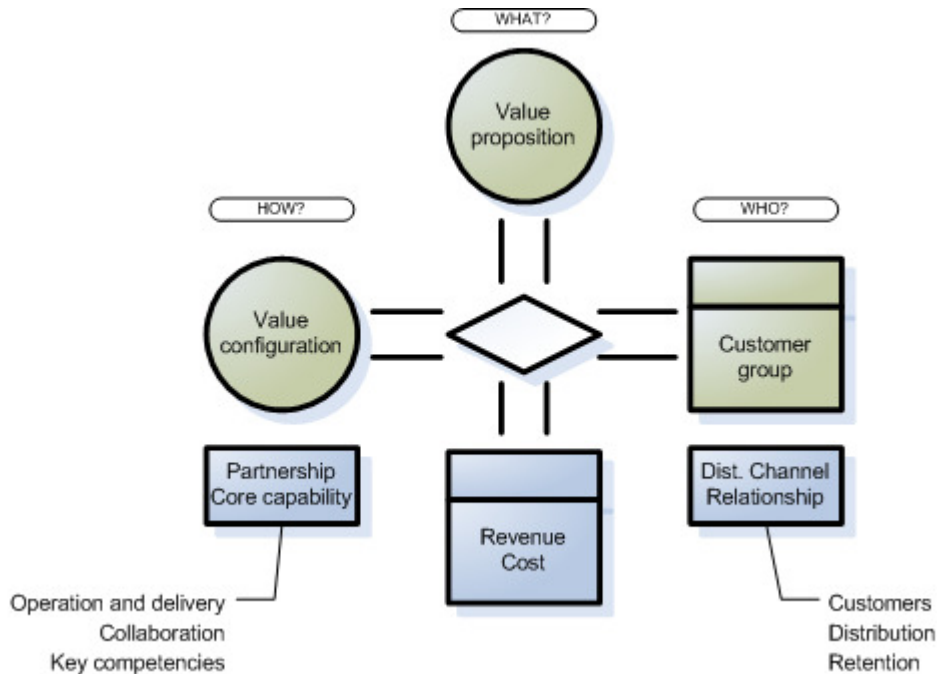 WHAT?
Value
proposition
HOW?
WHO?
Value
configuration
Customer
group
Partnership
Core capability
Revenue
Cost
Dist. Channel
Relationship
Operation and delivery
Collaboration
Key competencies
Customers
Distribution
Retention